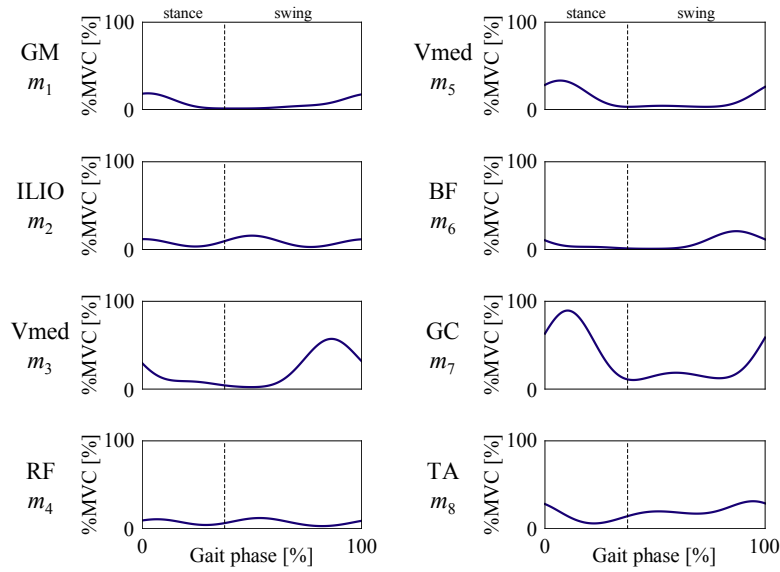 stance swing
100
%MVC [%]
0
GM
m1
stance swing
100
%MVC [%]
0
Vmed
m5
100
%MVC [%]
0
ILIO
m2
100
%MVC [%]
0
BF
m6
100
%MVC [%]
0
Vmed
m3
100
%MVC [%]
0
GC
m7
100
%MVC [%]
0
RF
m4
0 100
Gait phase [%]
100
%MVC [%]
0
TA
m8
0 100
Gait phase [%]